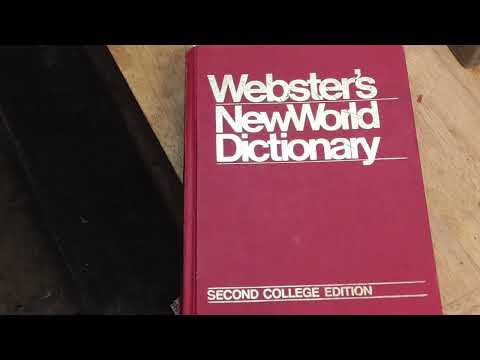 Webster's
NewWorld
Dictionary
SECOND COLLEGE EDITION